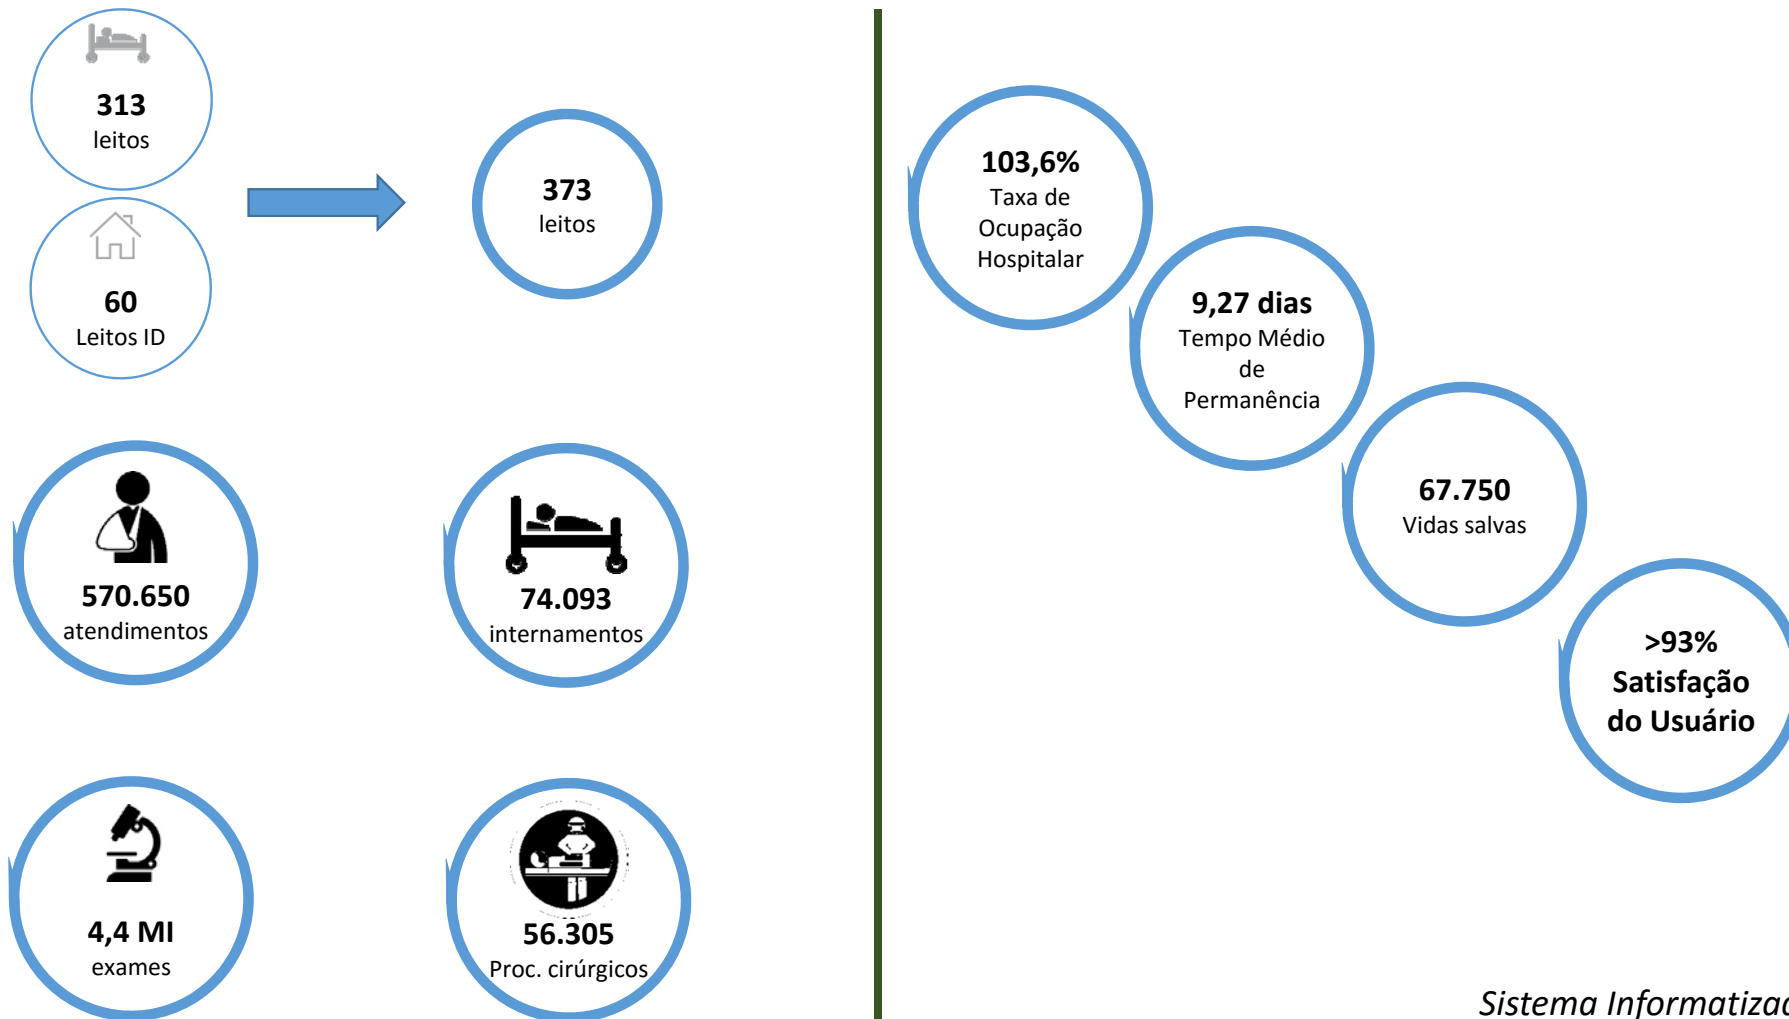 313
leitos
60
Leitos ID
373
leitos
570.650
atendimentos
74.093
internamentos
4,4 MI
exames
56.305
Proc. cirúrgicos
103,6%
Taxa de
Ocupação
Hospitalar
9,27 dias
Tempo Médio
de
Permanência
67.750
Vidas salvas
>93%
Satisfação
do Usuário
Sistema